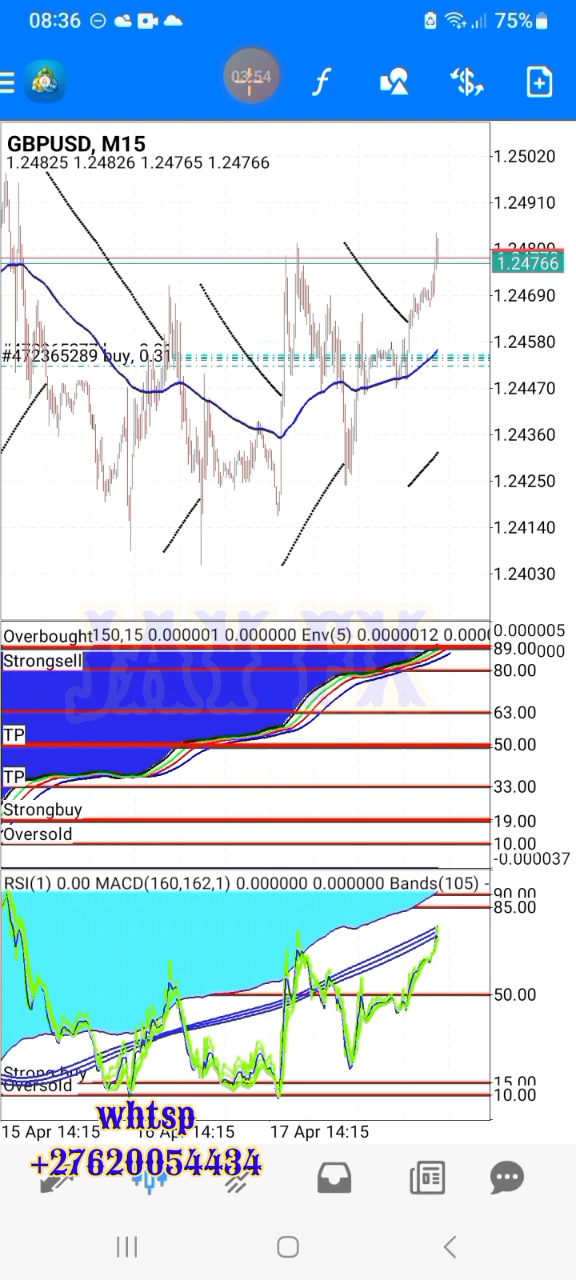 08:36 75%
03:54 f
GBPUSD, M15
1.24825 1.24826 1.24765 1.24766
1.25020
1.24910
1.24800
1.24766
1.24690
1.24580
#472365289 buy, 0.31
1.24470
1.24360
1.24250
1.24140
1.24030
JAY FX
Overbought 150,15 0.000001 0.000000 Env(5) 0.0000012 0.000
0.000005
89.00
Strongsell
80.00
63.00
TP
50.00
TP
33.00
Strongbuy
19.00
Oversold
10.00
-0.000037
RSI(1) 0.00 MACD(160,162,1) 0.000000 0.000000 Bands(105) -
90.00
85.00
50.00
Strong buy
15.00
Oversold
10.00
whtsp
15 Apr 14:15 16 Apr 14:15 17 Apr 14:15
+27620054434